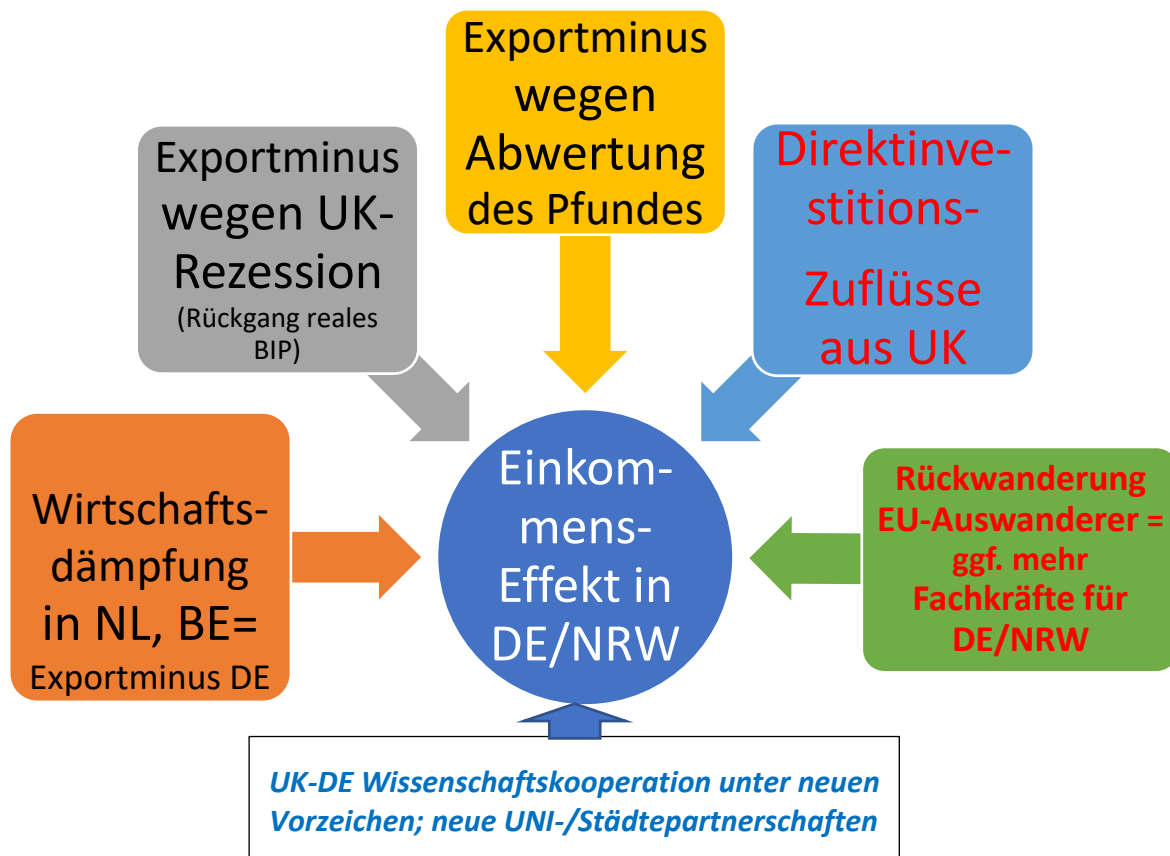 Exportminus
wegen
Abwertung
des Pfundes
Exportminus
wegen UK-
Rezession
(Rückgang reales
BIP)
Direktinve-
stitions-
Zuflüsse
aus UK
Wirtschafts-
dämpfung
in NL, BE=
Exportminus DE
Einkom-
mens-
Effekt in
DE/NRW
Rückwanderung
EU-Auswanderer =
ggf. mehr
Fachkräfte für
DE/NRW
UK-DE Wissenschaftskooperation unter neuen
Vorzeichen; neue UNI-/Städtepartnerschaften